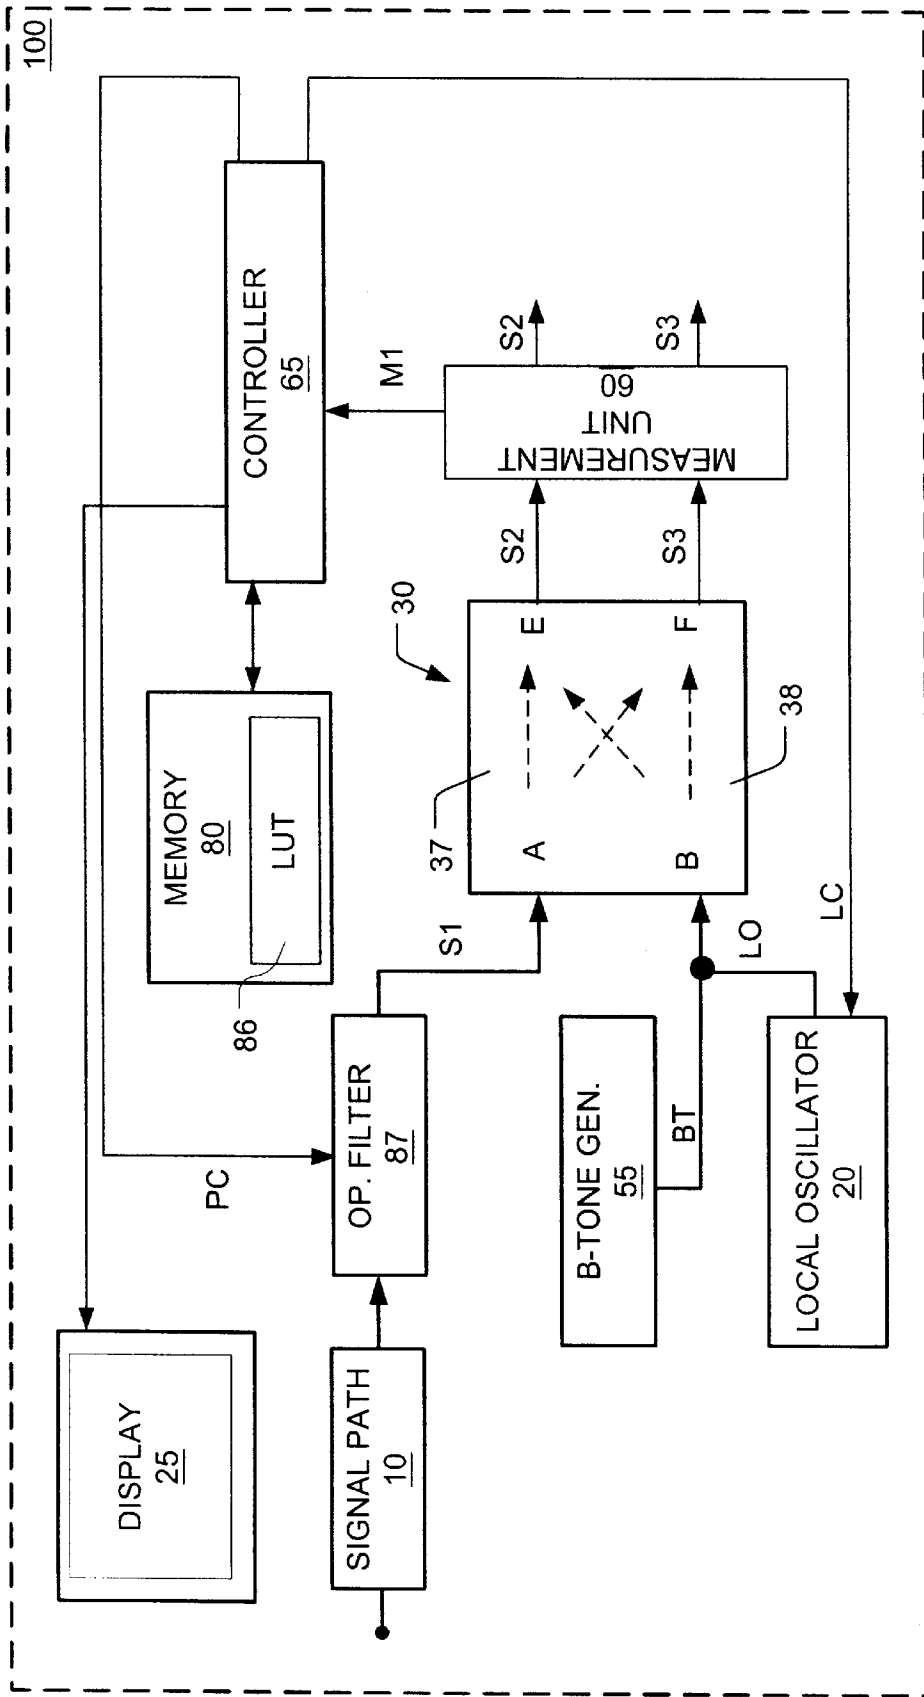 100
DISPLAY
25
MEMORY
80
LUT
86
CONTROLLER
65
PC
M1
SIGNAL PATH
10
OP. FILTER
87
S1
30
37
A
E
B
F
38
S2
S3
MEASUREMENT
UNIT
60
S2
S3
B-TONE GEN.
55
BT
LO
LOCAL OSCILLATOR
20
LC